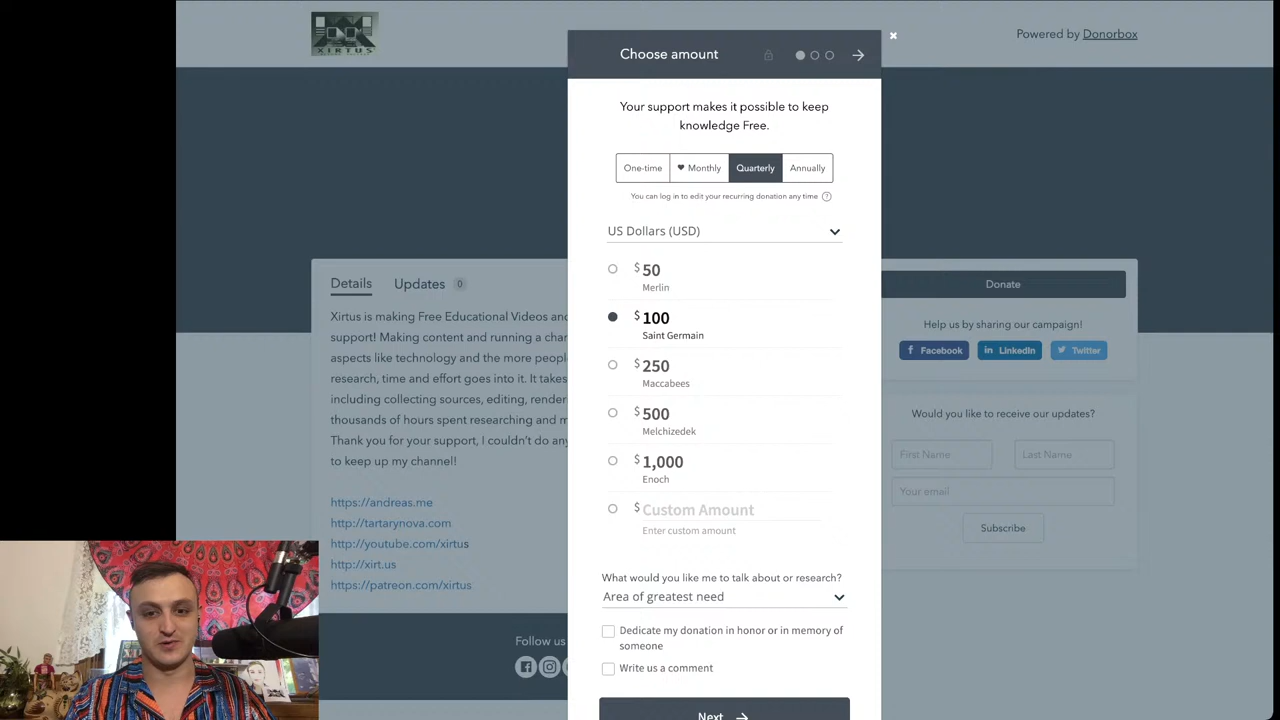 XIRTUS
Powered by Donorbox
Choose amount
Your support makes it possible to keep
knowledge Free.
One-time
Monthly
Quarterly
Annually
You can log in to edit your recurring donation any time ?
US Dollars (USD)
$ 50
Merlin
$ 100
Saint Germain
$ 250
Maccabees
$ 500
Melchizedek
$ 1,000
Enoch
$ Custom Amount
Enter custom amount
What would you like me to talk about or research?
Area of greatest need
Dedicate my donation in honor or in memory of
someone
Write us a comment
Next
Details
Updates 0
Xirtus is making Free Educational Videos and
support! Making content and running a cha
aspects like technology and the more peopl
research, time and effort goes into it. It takes
including collecting sources, editing, render
thousands of hours spent researching and m
Thank you for your support, I couldn't do any
to keep up my channel!
https://andreas.me
http://tartarynova.com
http://youtube.com/xirtus
http://xirt.us
https://patreon.com/xirtus
Follow us
Donate
Help us by sharing our campaign!
Facebook
LinkedIn
Twitter
Would you like to receive our updates?
First Name
Last Name
Your email
Subscribe